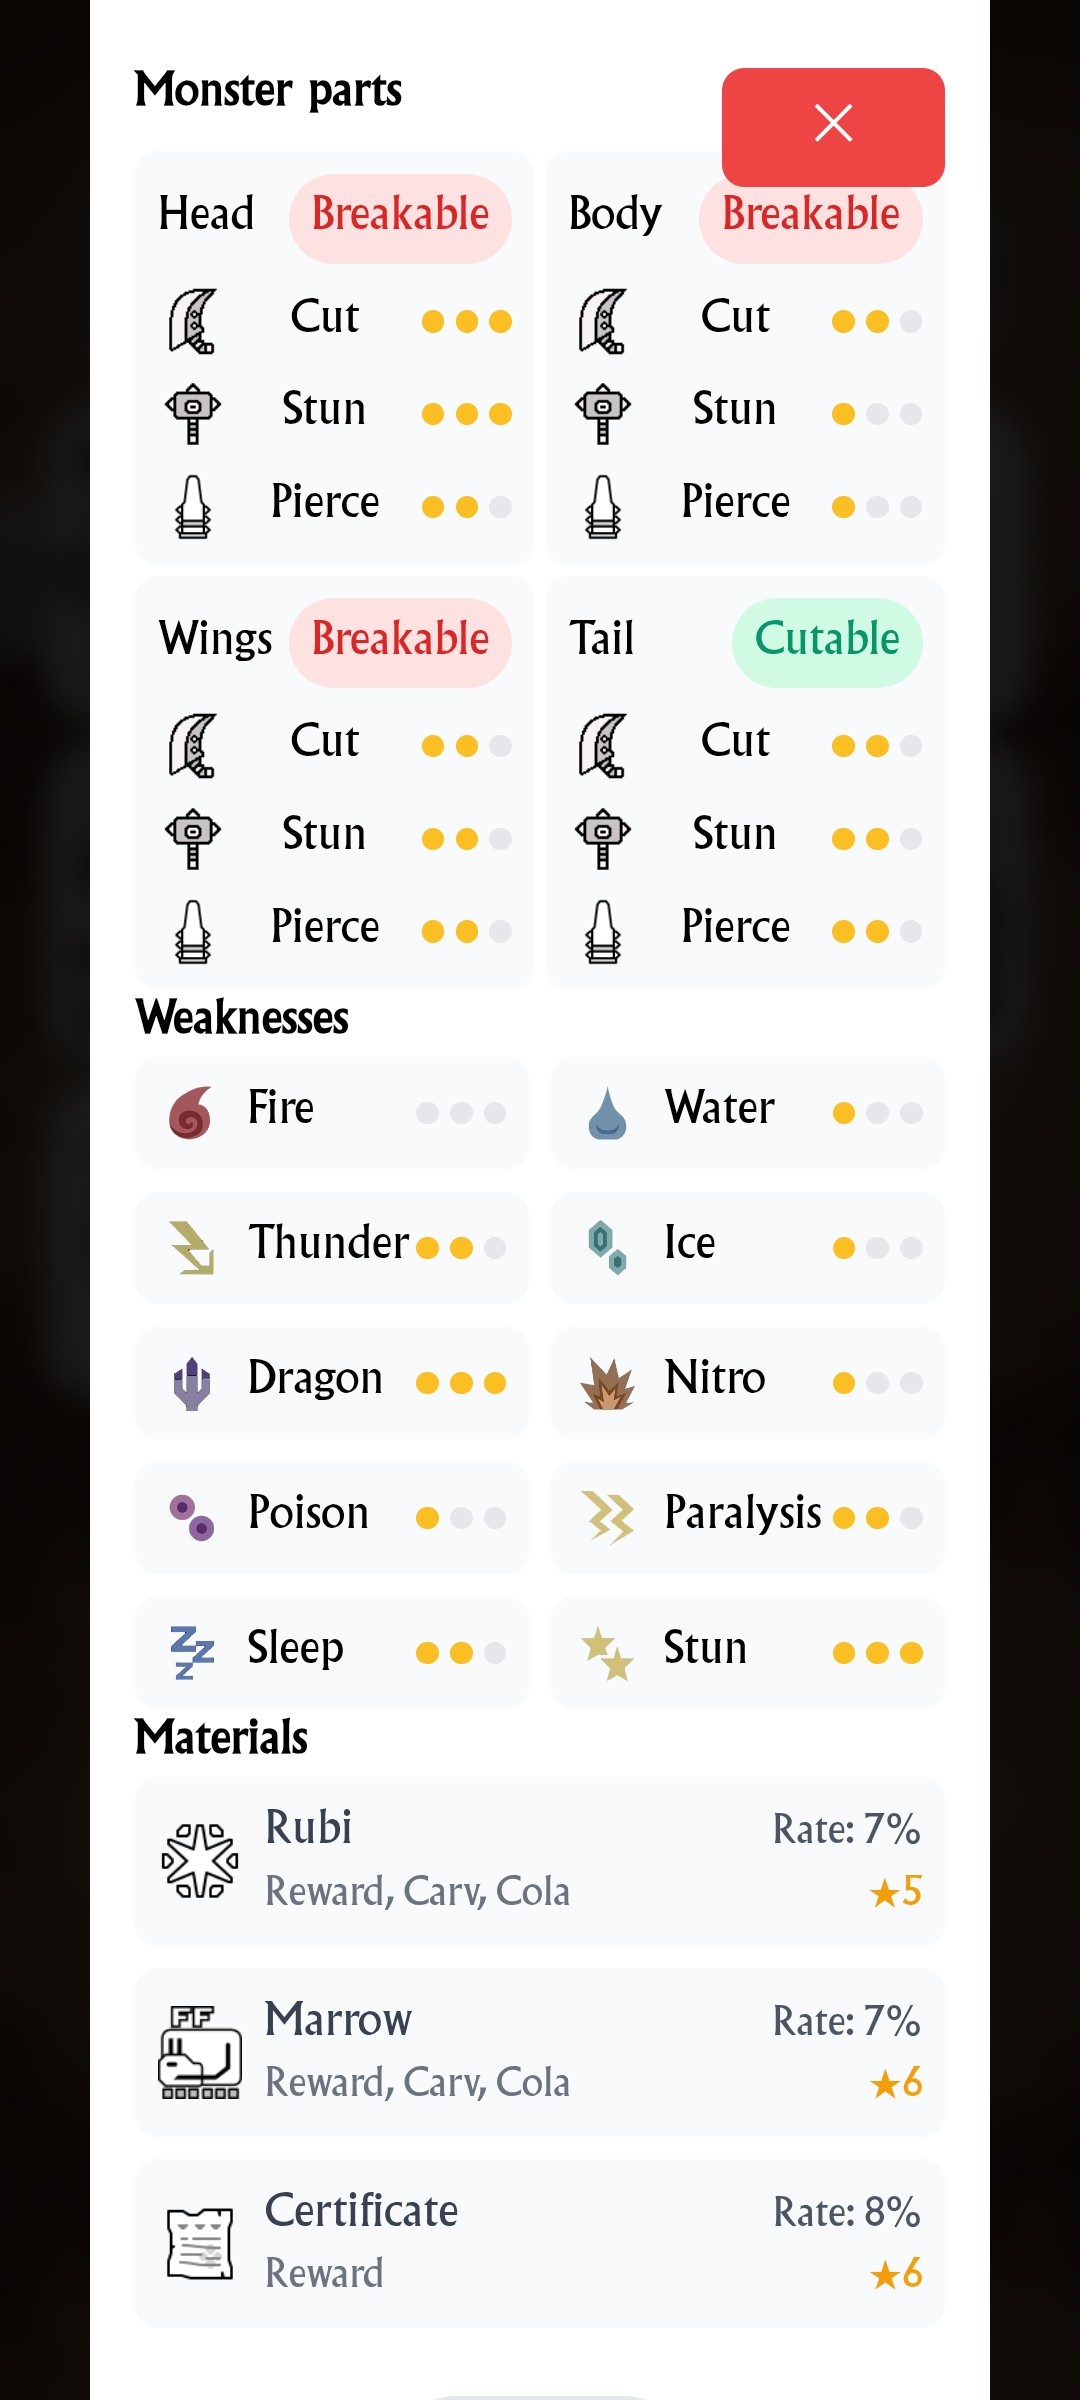 Monster parts
Head Breakable
Cut
Stun
Pierce
Body Breakable
Cut
Stun
Pierce
Wings Breakable
Cut
Stun
Pierce
Tail Cutable
Cut
Stun
Pierce
Weaknesses
Fire
Water
Thunder
Ice
Dragon
Nitro
Poison
Paralysis
Sleep
Stun
Materials
Rubi Rate: 7%
Reward, Carv, Cola ★5
FF
Marrow Rate: 7%
Reward, Carv, Cola ★6
Certificate Rate: 8%
Reward ★6